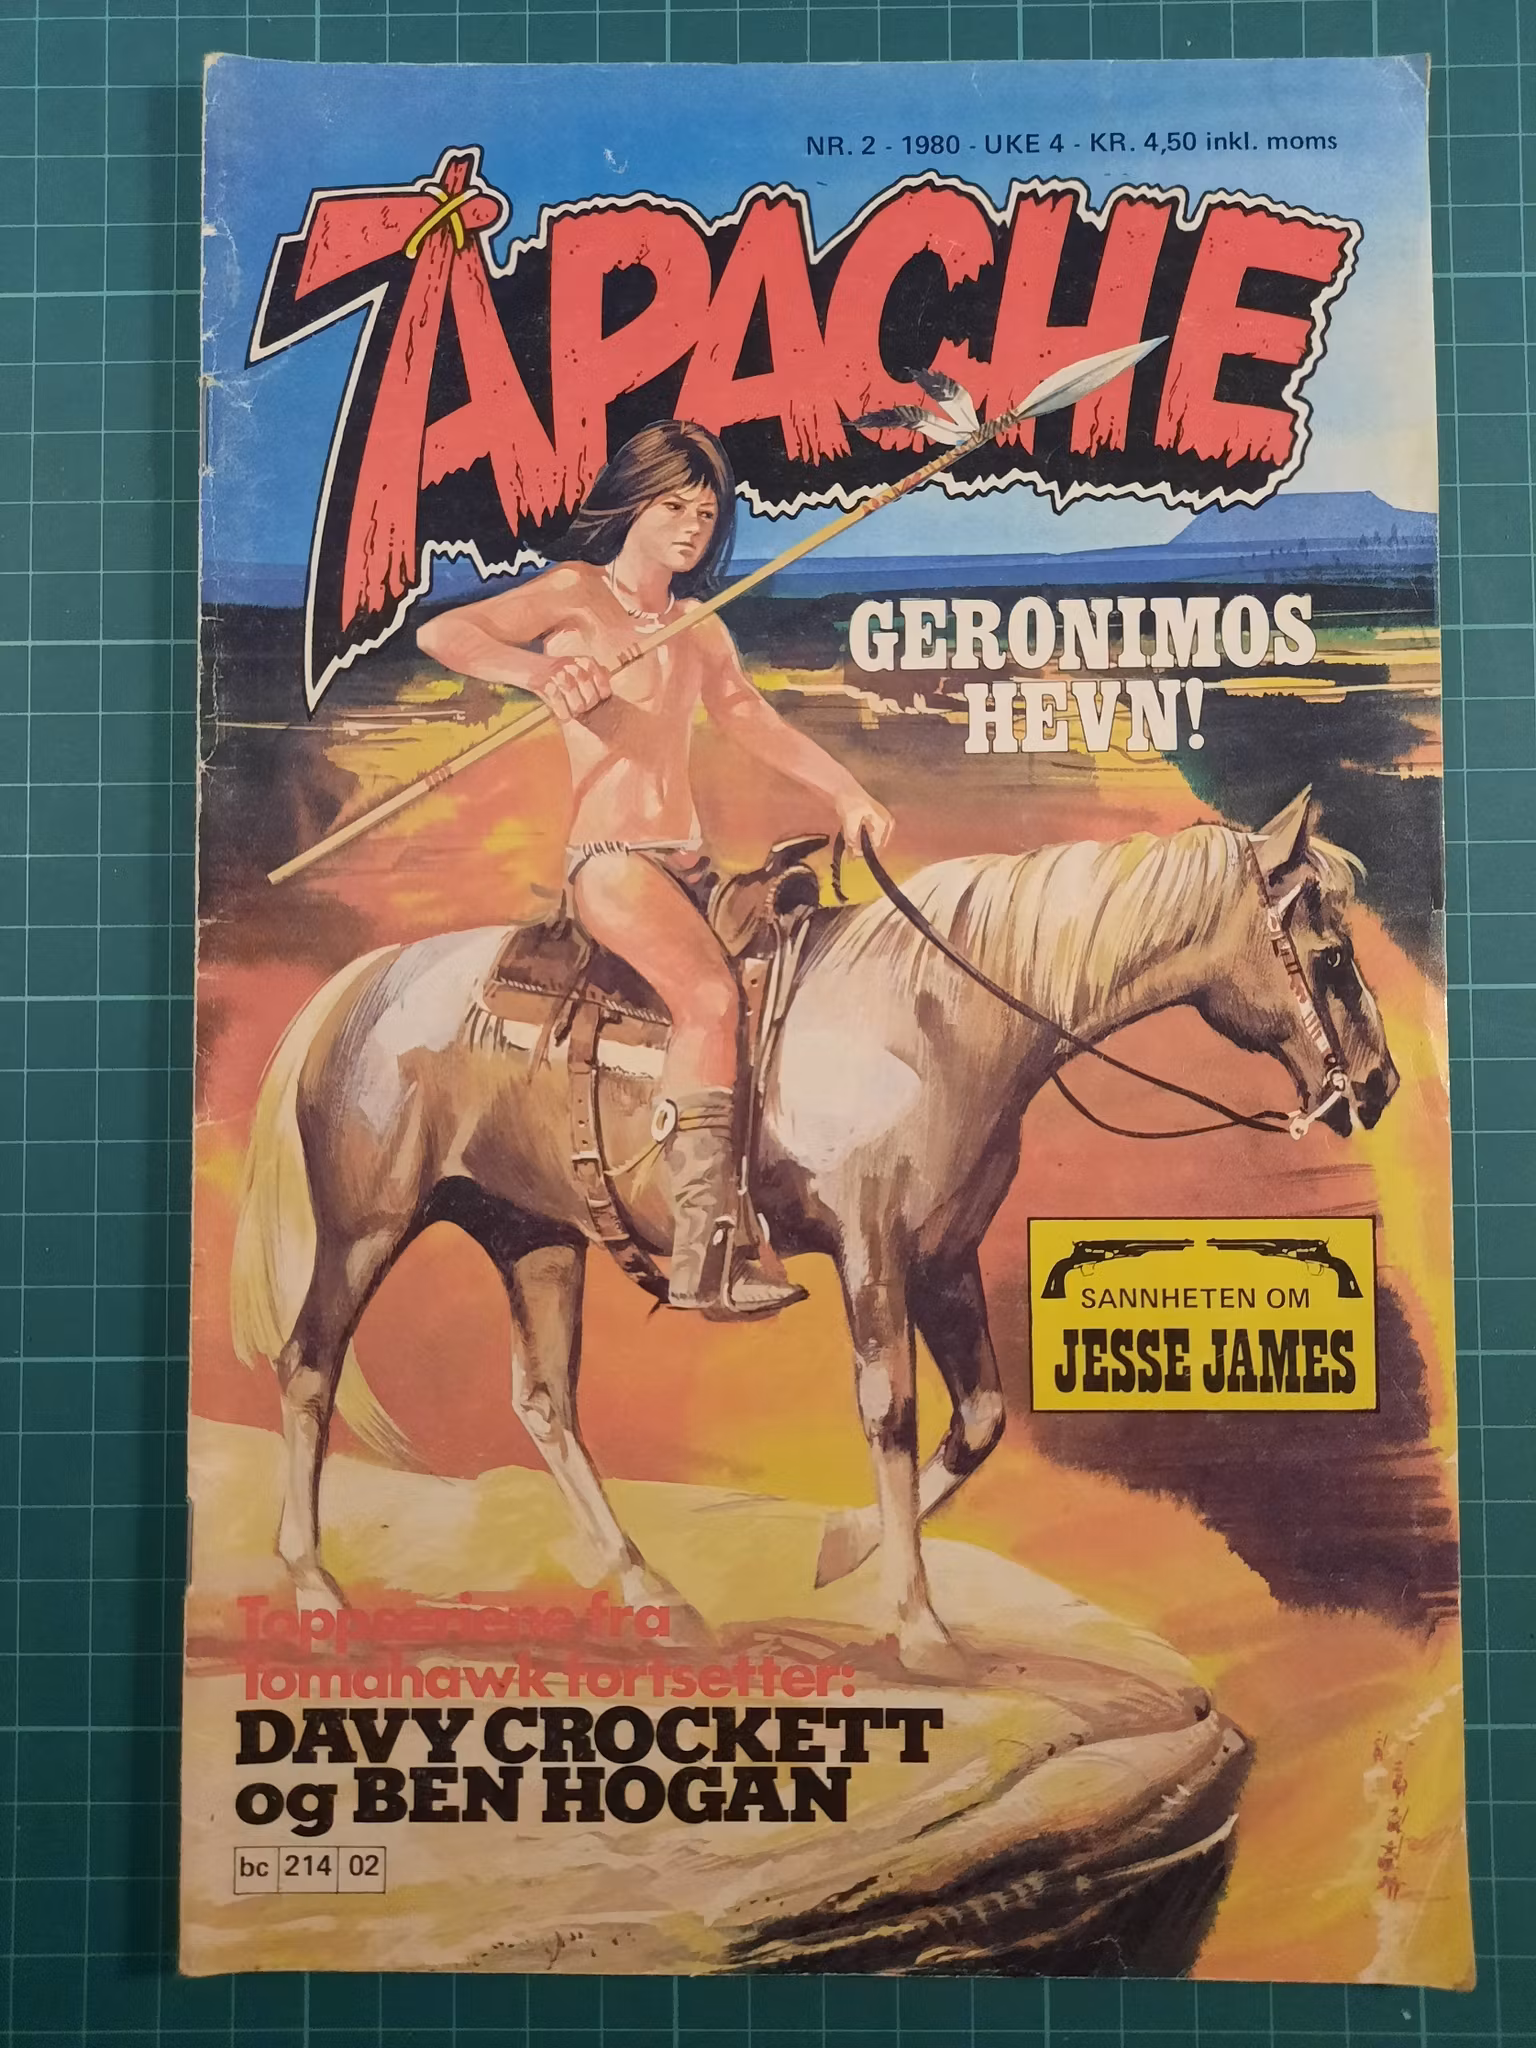 NR. 2 - 1980 - UKE 4 - KR. 4,50 inkl. moms
APACHE
GERONIMOS
HEVN!
SANNHETEN OM
JESSE JAMES
Toppseriene fra
Tomahawk fortsetter:
DAVY CROCKETT
og BEN HOGAN
bc 214 02